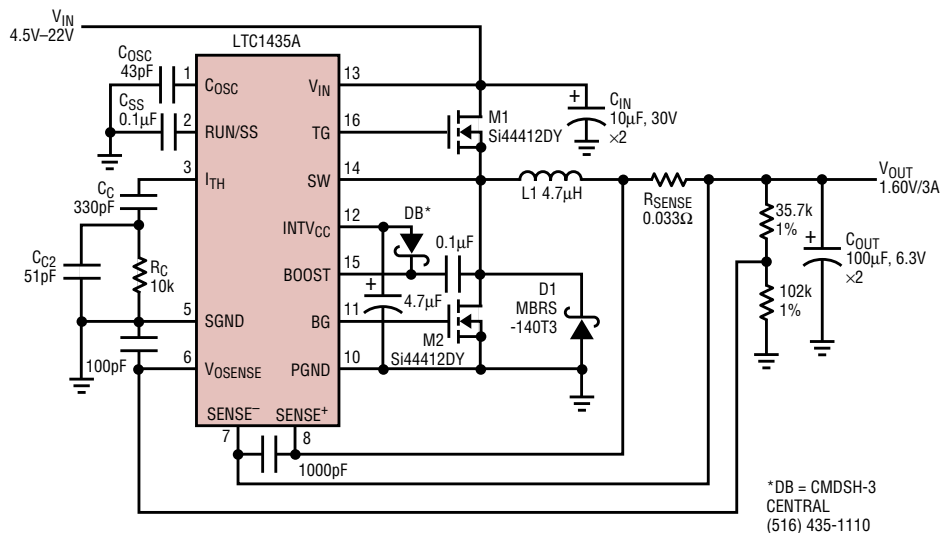 VIN
4.5V–22V
LTC1435A
COSC
43pF
1
COSC
VIN
13
CSS
0.1µF
2
RUN/SS
TG
16
M1
Si44412DY
+
CIN
10µF, 30V
×2
3
ITH
SW
14
L1 4.7µH
RSENSE
0.033Ω
VOUT
1.60V/3A
CC
330pF
INTVCC
12
DB*
0.1µF
35.7k
1%
+
COUT
100µF, 6.3V
×2
CC2
51pF
RC
10k
BOOST
15
+
4.7µF
D1
MBRS
-140T3
102k
1%
5
SGND
BG
11
M2
Si44412DY
100pF
6
VOSENSE
PGND
10
SENSE– SENSE+
7
8
1000pF
*DB = CMDSH-3
CENTRAL
(516) 435-1110